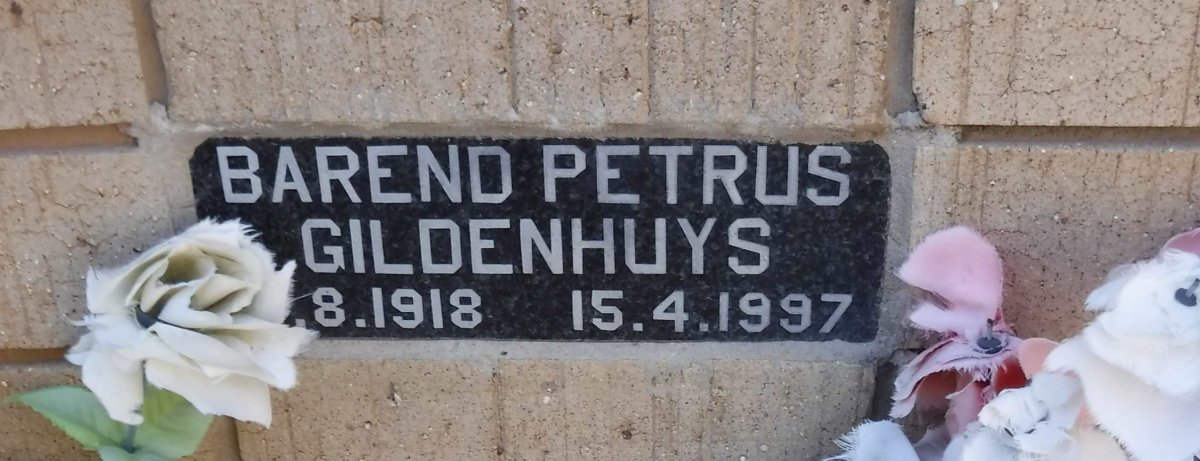 BAREND PETRUS
GILDENHUYS
.8.1918 15.4.1997